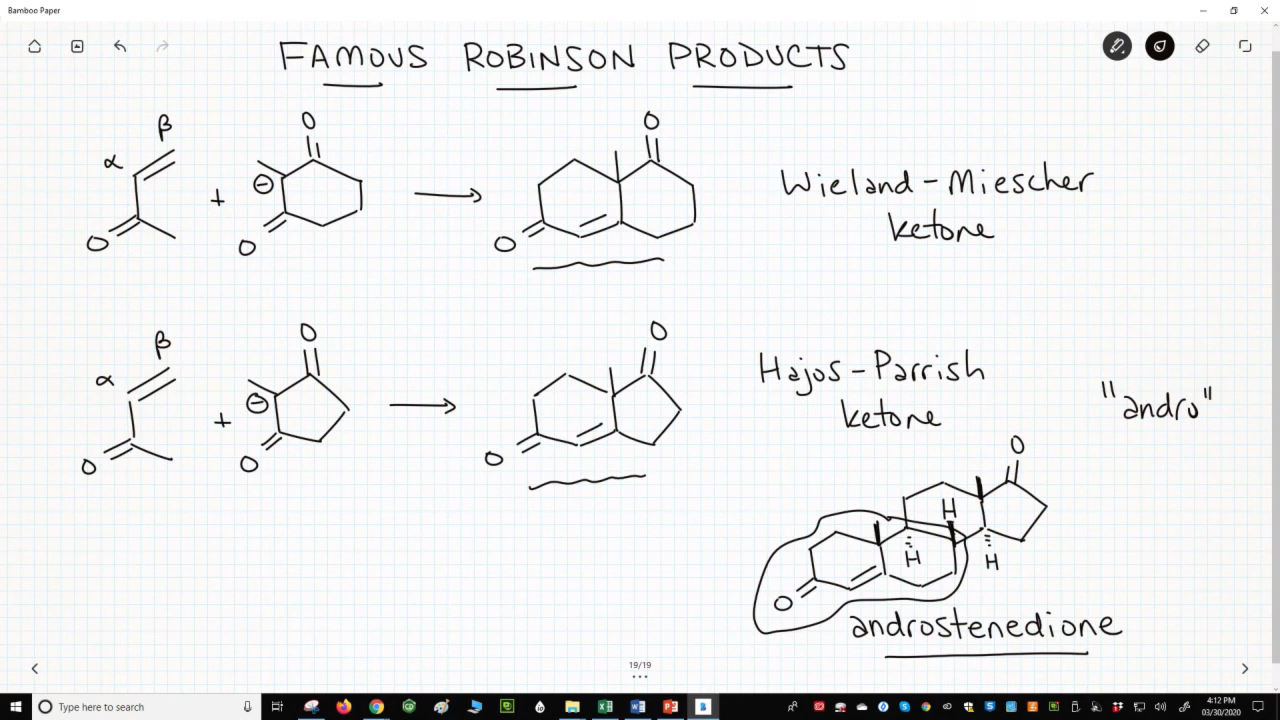 Bamboo Paper
FAMOUS ROBINSON PRODUCTS
β
α
O
+
⊖
O
O
O
O
Wieland-Miescher
ketone
β
α
O
+
⊖
O
O
O
O
Hajos-Parrish
ketone
"andro"
O
H
H
H
O
androstenedione
19/19
Type here to search
4:12 PM
03/30/2020